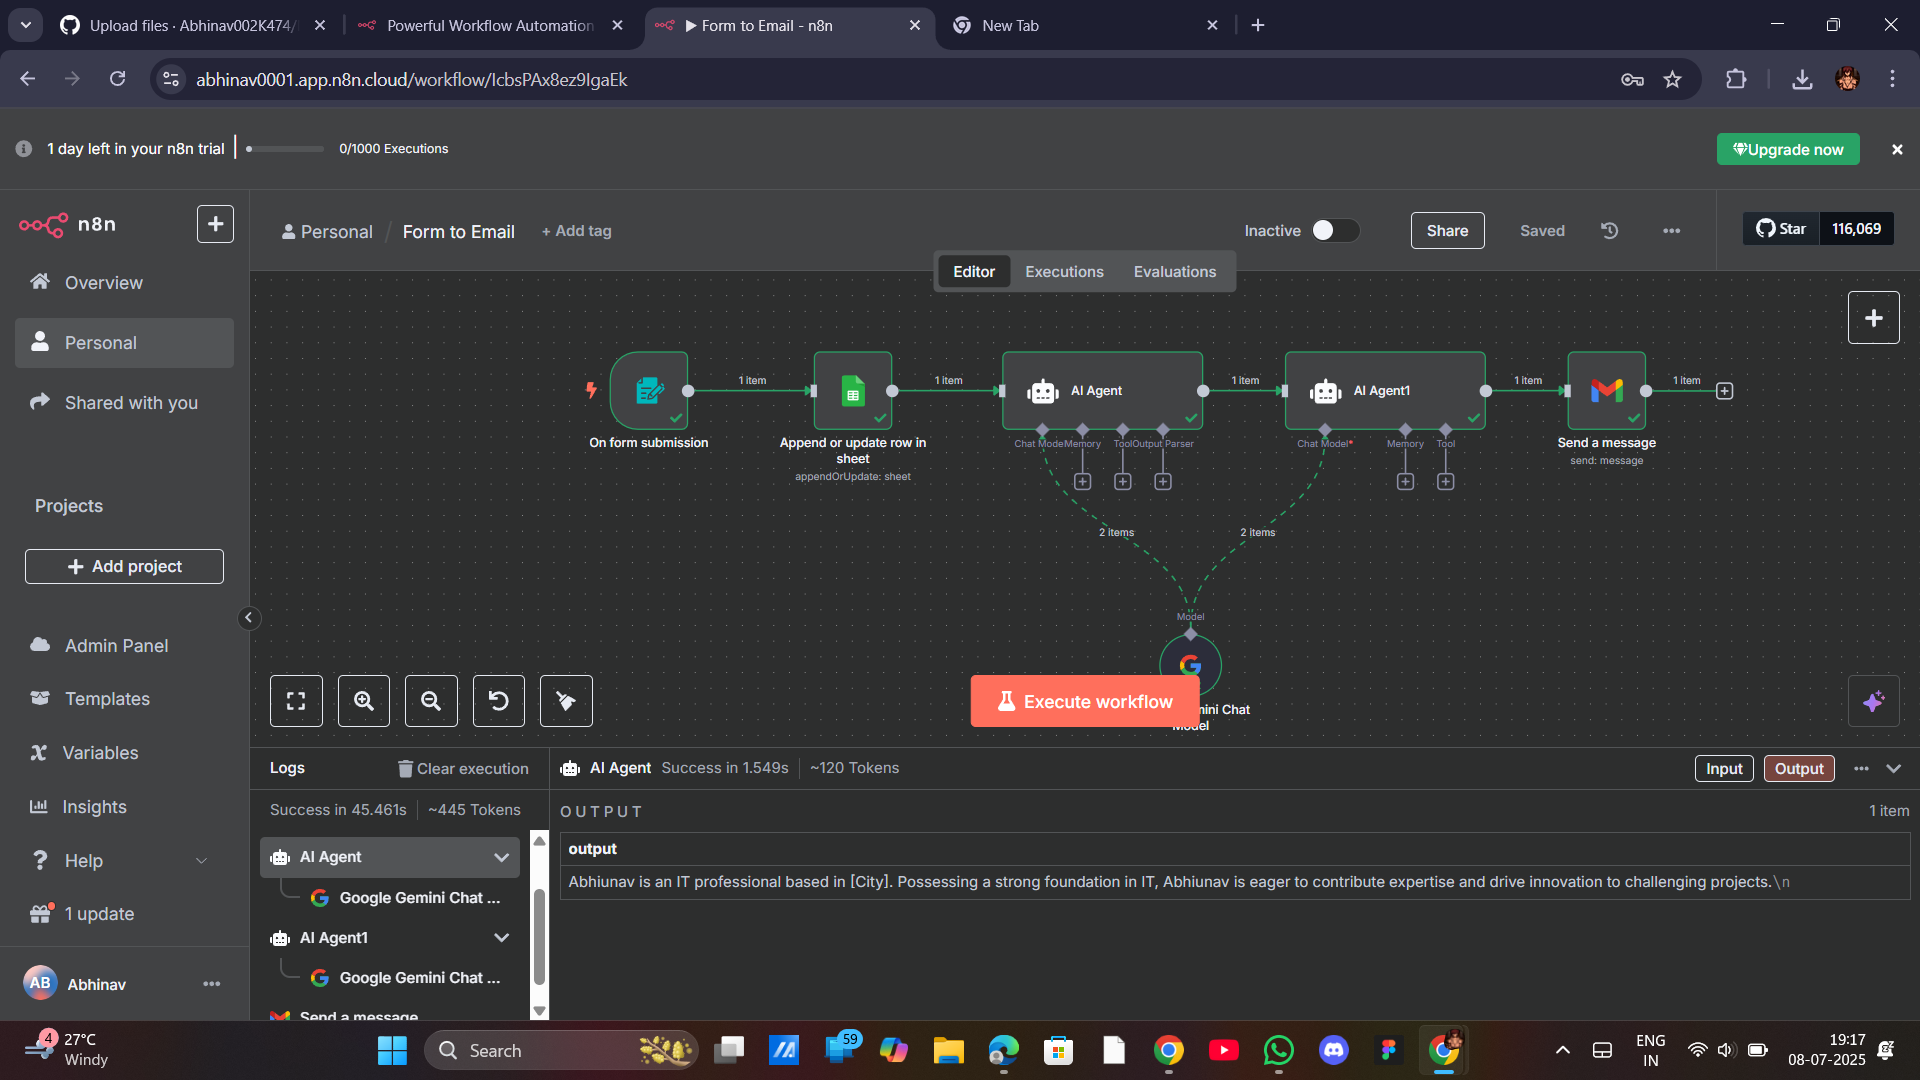 Upload files · Abhinav002K474/
Powerful Workflow Automation
▶ Form to Email - n8n
New Tab
abhinav0001.app.n8n.cloud/workflow/IcbsPAx8ez9IgaEk
1 day left in your n8n trial
0/1000 Executions
Upgrade now
n8n
Personal / Form to Email
+ Add tag
Inactive
Share
Saved
Star
116,069
Editor
Executions
Evaluations
Overview
Personal
Shared with you
Projects
Add project
Admin Panel
Templates
Variables
Insights
Help
1 update
AB
Abhinav
1 item
1 item
AI Agent
1 item
AI Agent1
1 item
1 item
On form submission
Append or update row in
sheet
appendOrUpdate: sheet
Chat Model
Memory
Tool
Output Parser
Chat Model*
Memory
Tool
Send a message
send: message
2 items
2 items
Model
Execute workflow
mini Chat
Model
Logs
Clear execution
Success in 45.461s
~445 Tokens
AI Agent
Google Gemini Chat ...
AI Agent1
Google Gemini Chat ...
Send a message
AI Agent Success in 1.549s
~120 Tokens
Input
Output
OUTPUT
1 item
output
Abhiunav is an IT professional based in [City]. Possessing a strong foundation in IT, Abhiunav is eager to contribute expertise and drive innovation to challenging projects.\n
4
27°C
Windy
Search
59
ENG
IN
19:17
08-07-2025